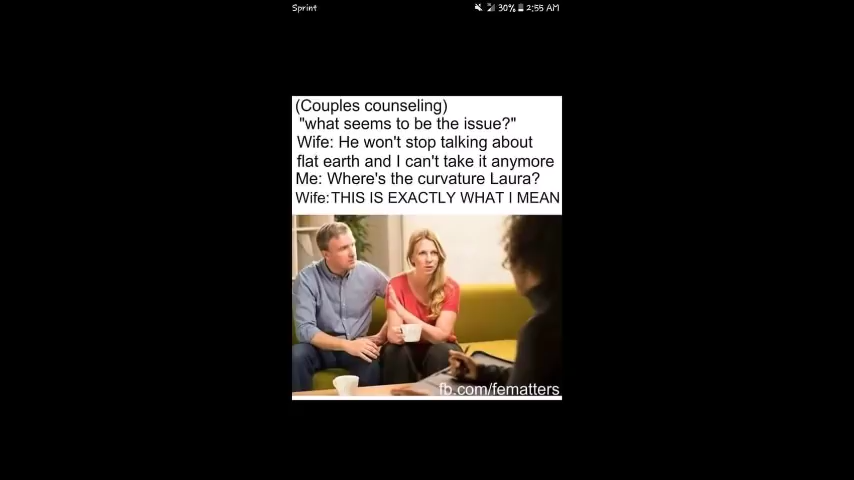 Sprint 30% 2:55 AM
(Couples counseling)
"what seems to be the issue?"
Wife: He won't stop talking about
flat earth and I can't take it anymore
Me: Where's the curvature Laura?
Wife:THIS IS EXACTLY WHAT I MEAN
fb.com/fematters